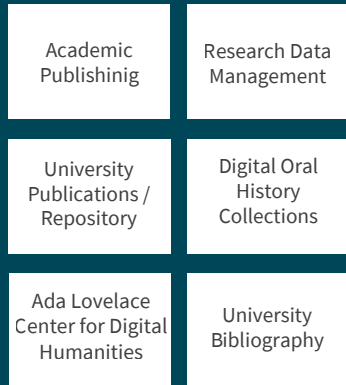 Academic
Publishinig
Research Data
Management
University
Publications /
Repository
Digital Oral
History
Collections
Ada Lovelace
Center for Digital
Humanities
University
Bibliography